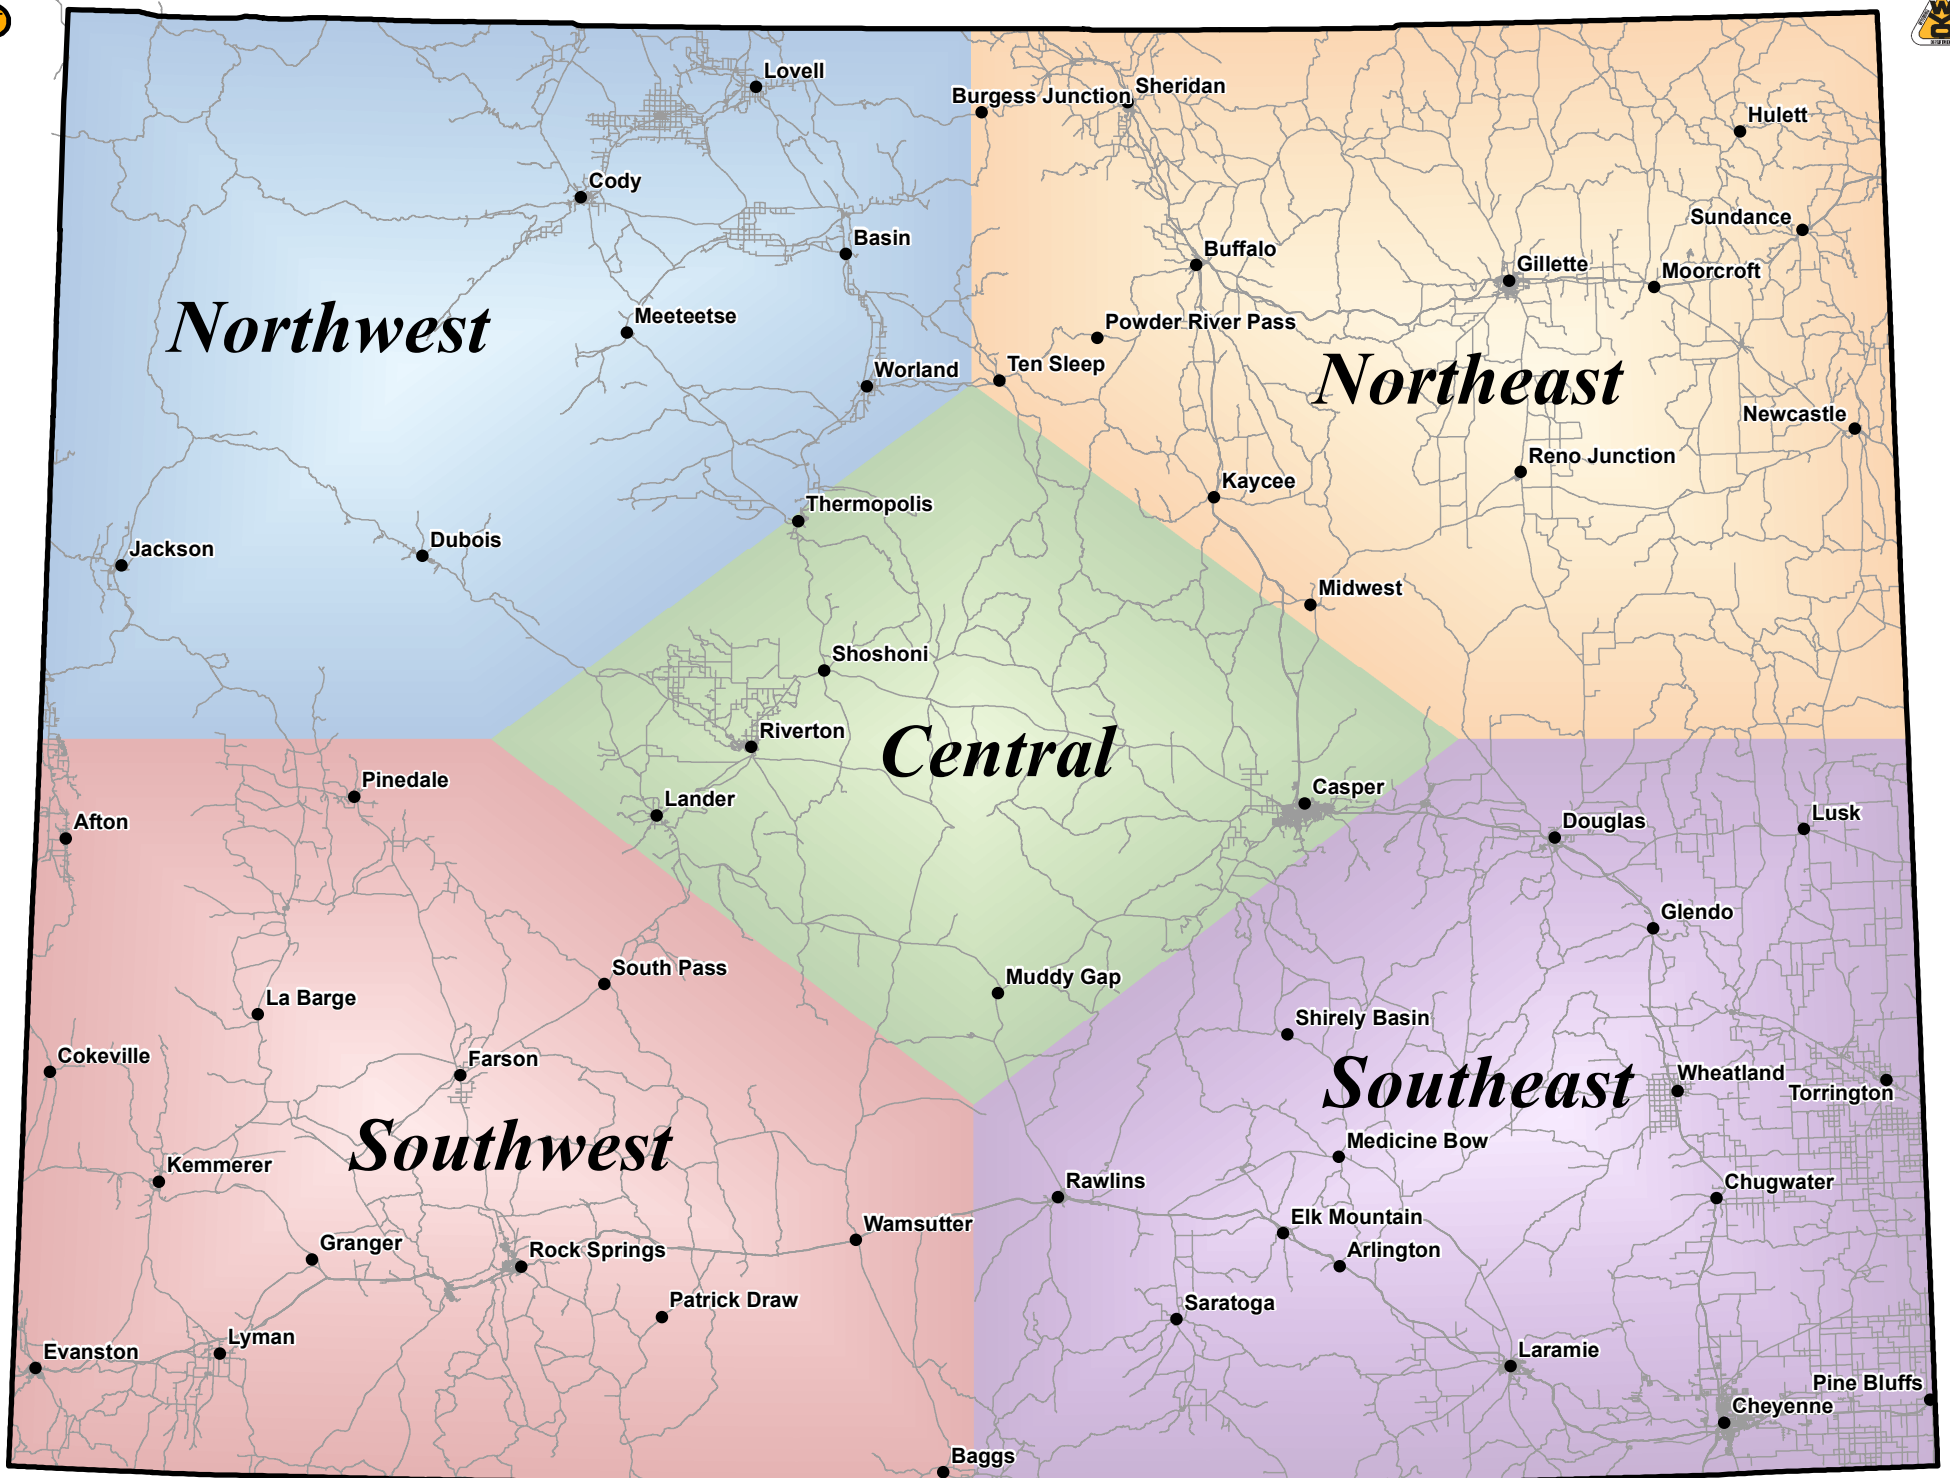 Lovell
Burgess Junction
Sheridan
Hulett
Cody
Sundance
Basin
Buffalo
Gillette
Moorcroft
Northwest
Meeteetse
Powder River Pass
Worland
Ten Sleep
Northeast
Newcastle
Reno Junction
Kaycee
Thermopolis
Jackson
Dubois
Midwest
Shoshoni
Riverton
Central
Pinedale
Lander
Casper
Afton
Douglas
Lusk
Glendo
South Pass
Muddy Gap
La Barge
Shirely Basin
Cokeville
Farson
Southeast
Wheatland
Torrington
Southwest
Medicine Bow
Kemmerer
Rawlins
Chugwater
Wamsutter
Elk Mountain
Granger
Rock Springs
Arlington
Patrick Draw
Saratoga
Lyman
Evanston
Laramie
Pine Bluffs
Cheyenne
Baggs